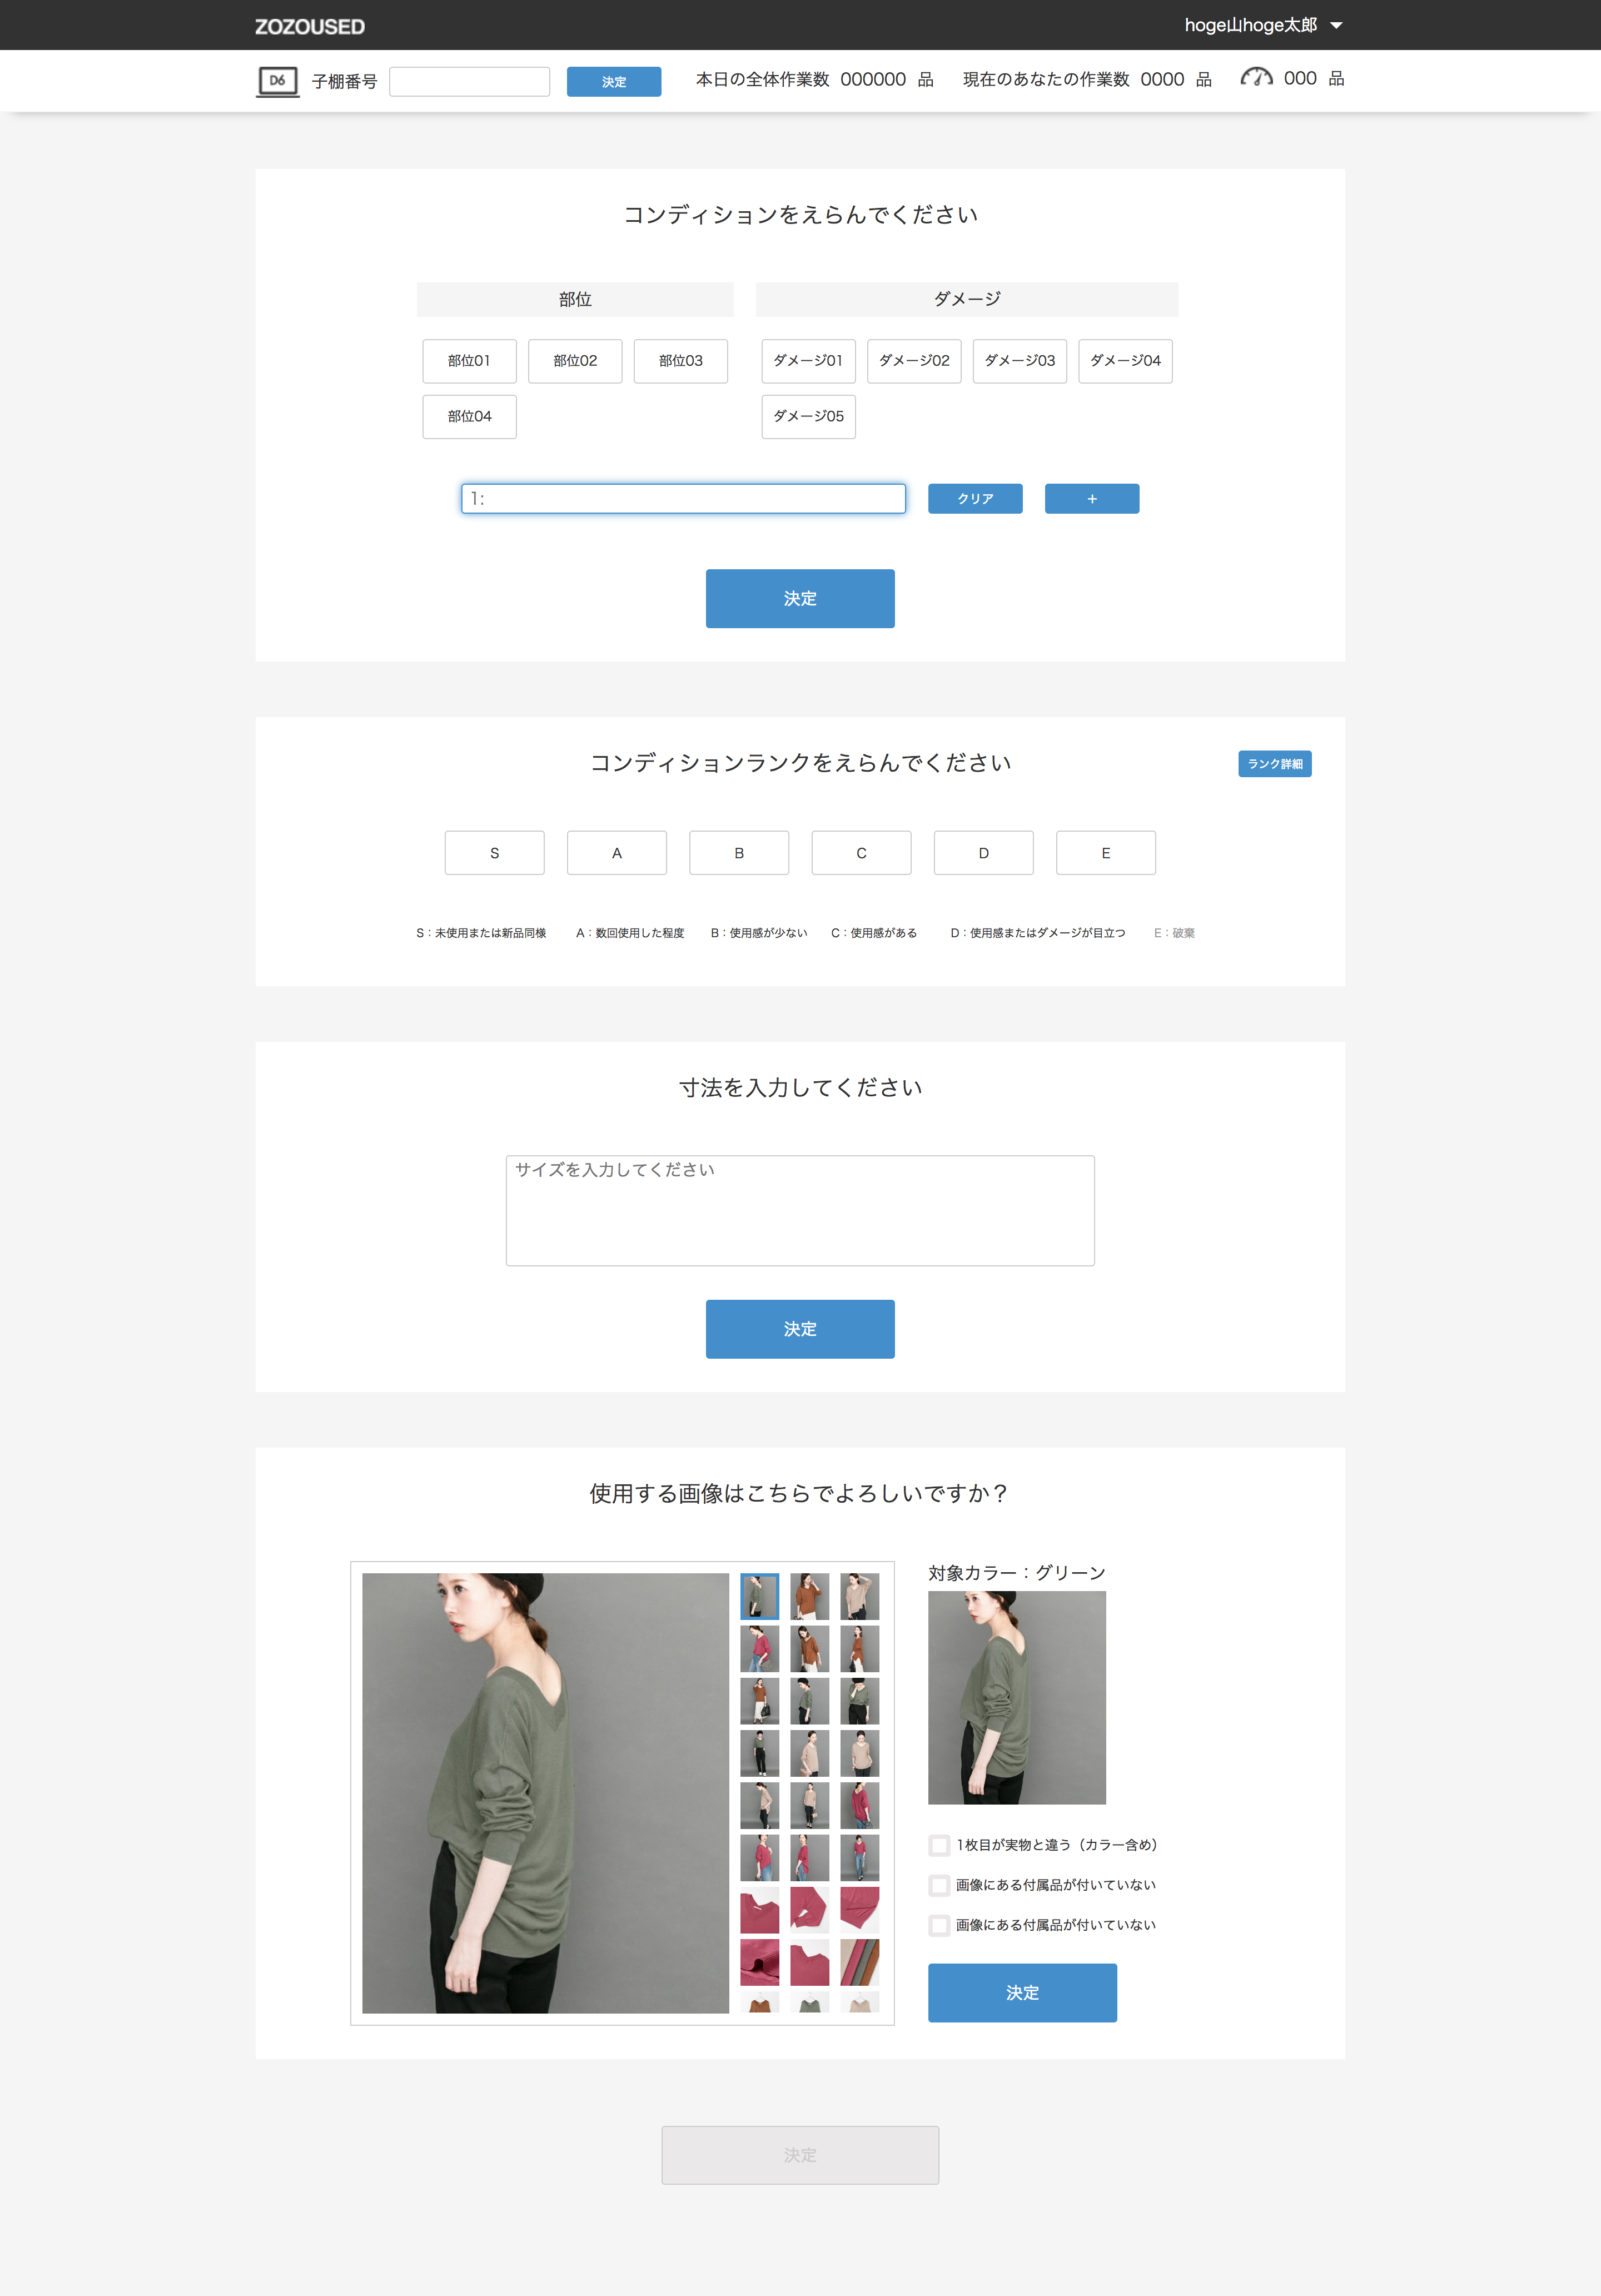 ZOZOUSED
hoge山hoge太郎
D6 子棚番号 決定 本日の全体作業数 000000 品 現在のあなたの作業数 0000 品 000 品
コンディションをえらんでください
部位 ダメージ
部位01 部位02 部位03 ダメージ01 ダメージ02 ダメージ03 ダメージ04
部位04 ダメージ05
1: クリア +
決定
コンディションランクをえらんでください
ランク詳細
S A B C D E
S：未使用または新品同様 A：数回使用した程度 B：使用感が少ない C：使用感がある D：使用感またはダメージが目立つ E：破棄
寸法を入力してください
サイズを入力してください
決定
使用する画像はこちらでよろしいですか？
対象カラー：グリーン
1枚目が実物と違う（カラー含め）
画像にある付属品が付いていない
画像にある付属品が付いていない
決定
決定